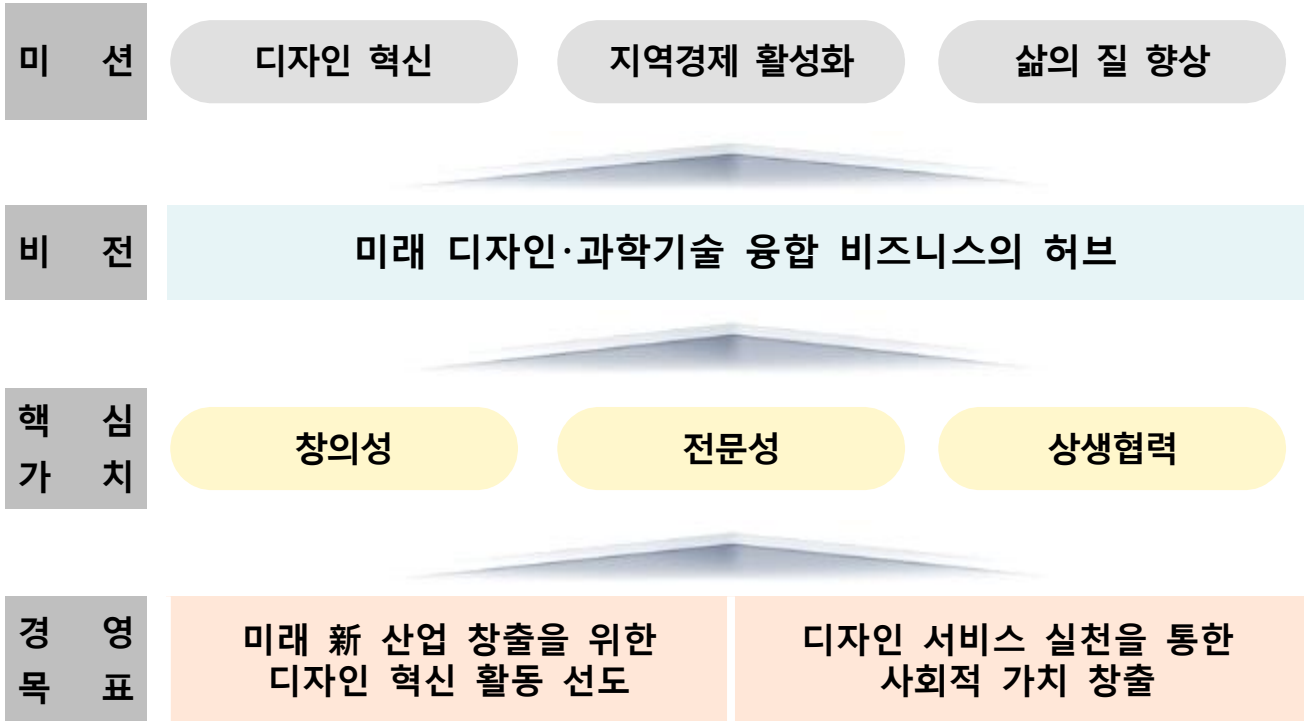 미 션
디자인 혁신
지역경제 활성화
삶의 질 향상
비 전
미래 디자인·과학기술 융합 비즈니스의 허브
핵 심
가 치
창의성
전문성
상생협력
경 영
목 표
미래 新 산업 창출을 위한
디자인 혁신 활동 선도
디자인 서비스 실천을 통한
사회적 가치 창출